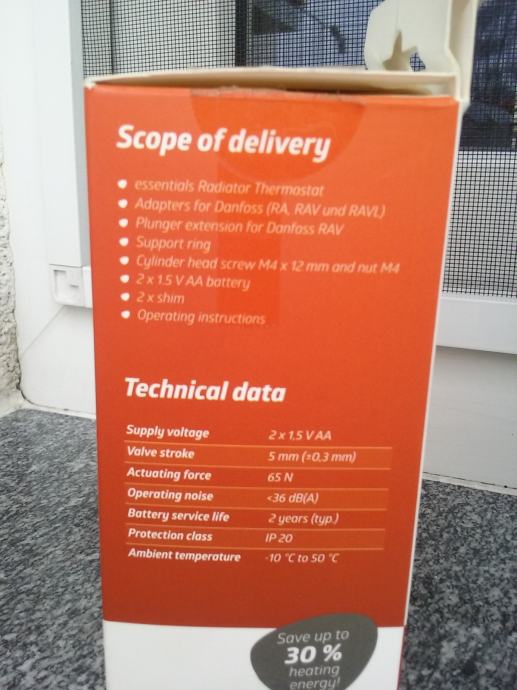 Scope of delivery
essentials Radiator Thermostat
Adapters for Danfoss (RA, RAV und RAVL)
Plunger extension for Danfoss RAV
Support ring
Cylinder head screw M4 x 12 mm and nut M4
2 x 1.5 V AA battery
2 x shim
Operating instructions
Technical data
Supply voltage 2 x 1,5 V AA
Valve stroke 5 mm (±0,3 mm)
Actuating force 65 N
Operating noise <36 dB(A)
Battery service life 2 years (typ.)
Protection class IP 20
Ambient temperature -10 °C to 50 °C
Save up to
30 %
heating
energy!